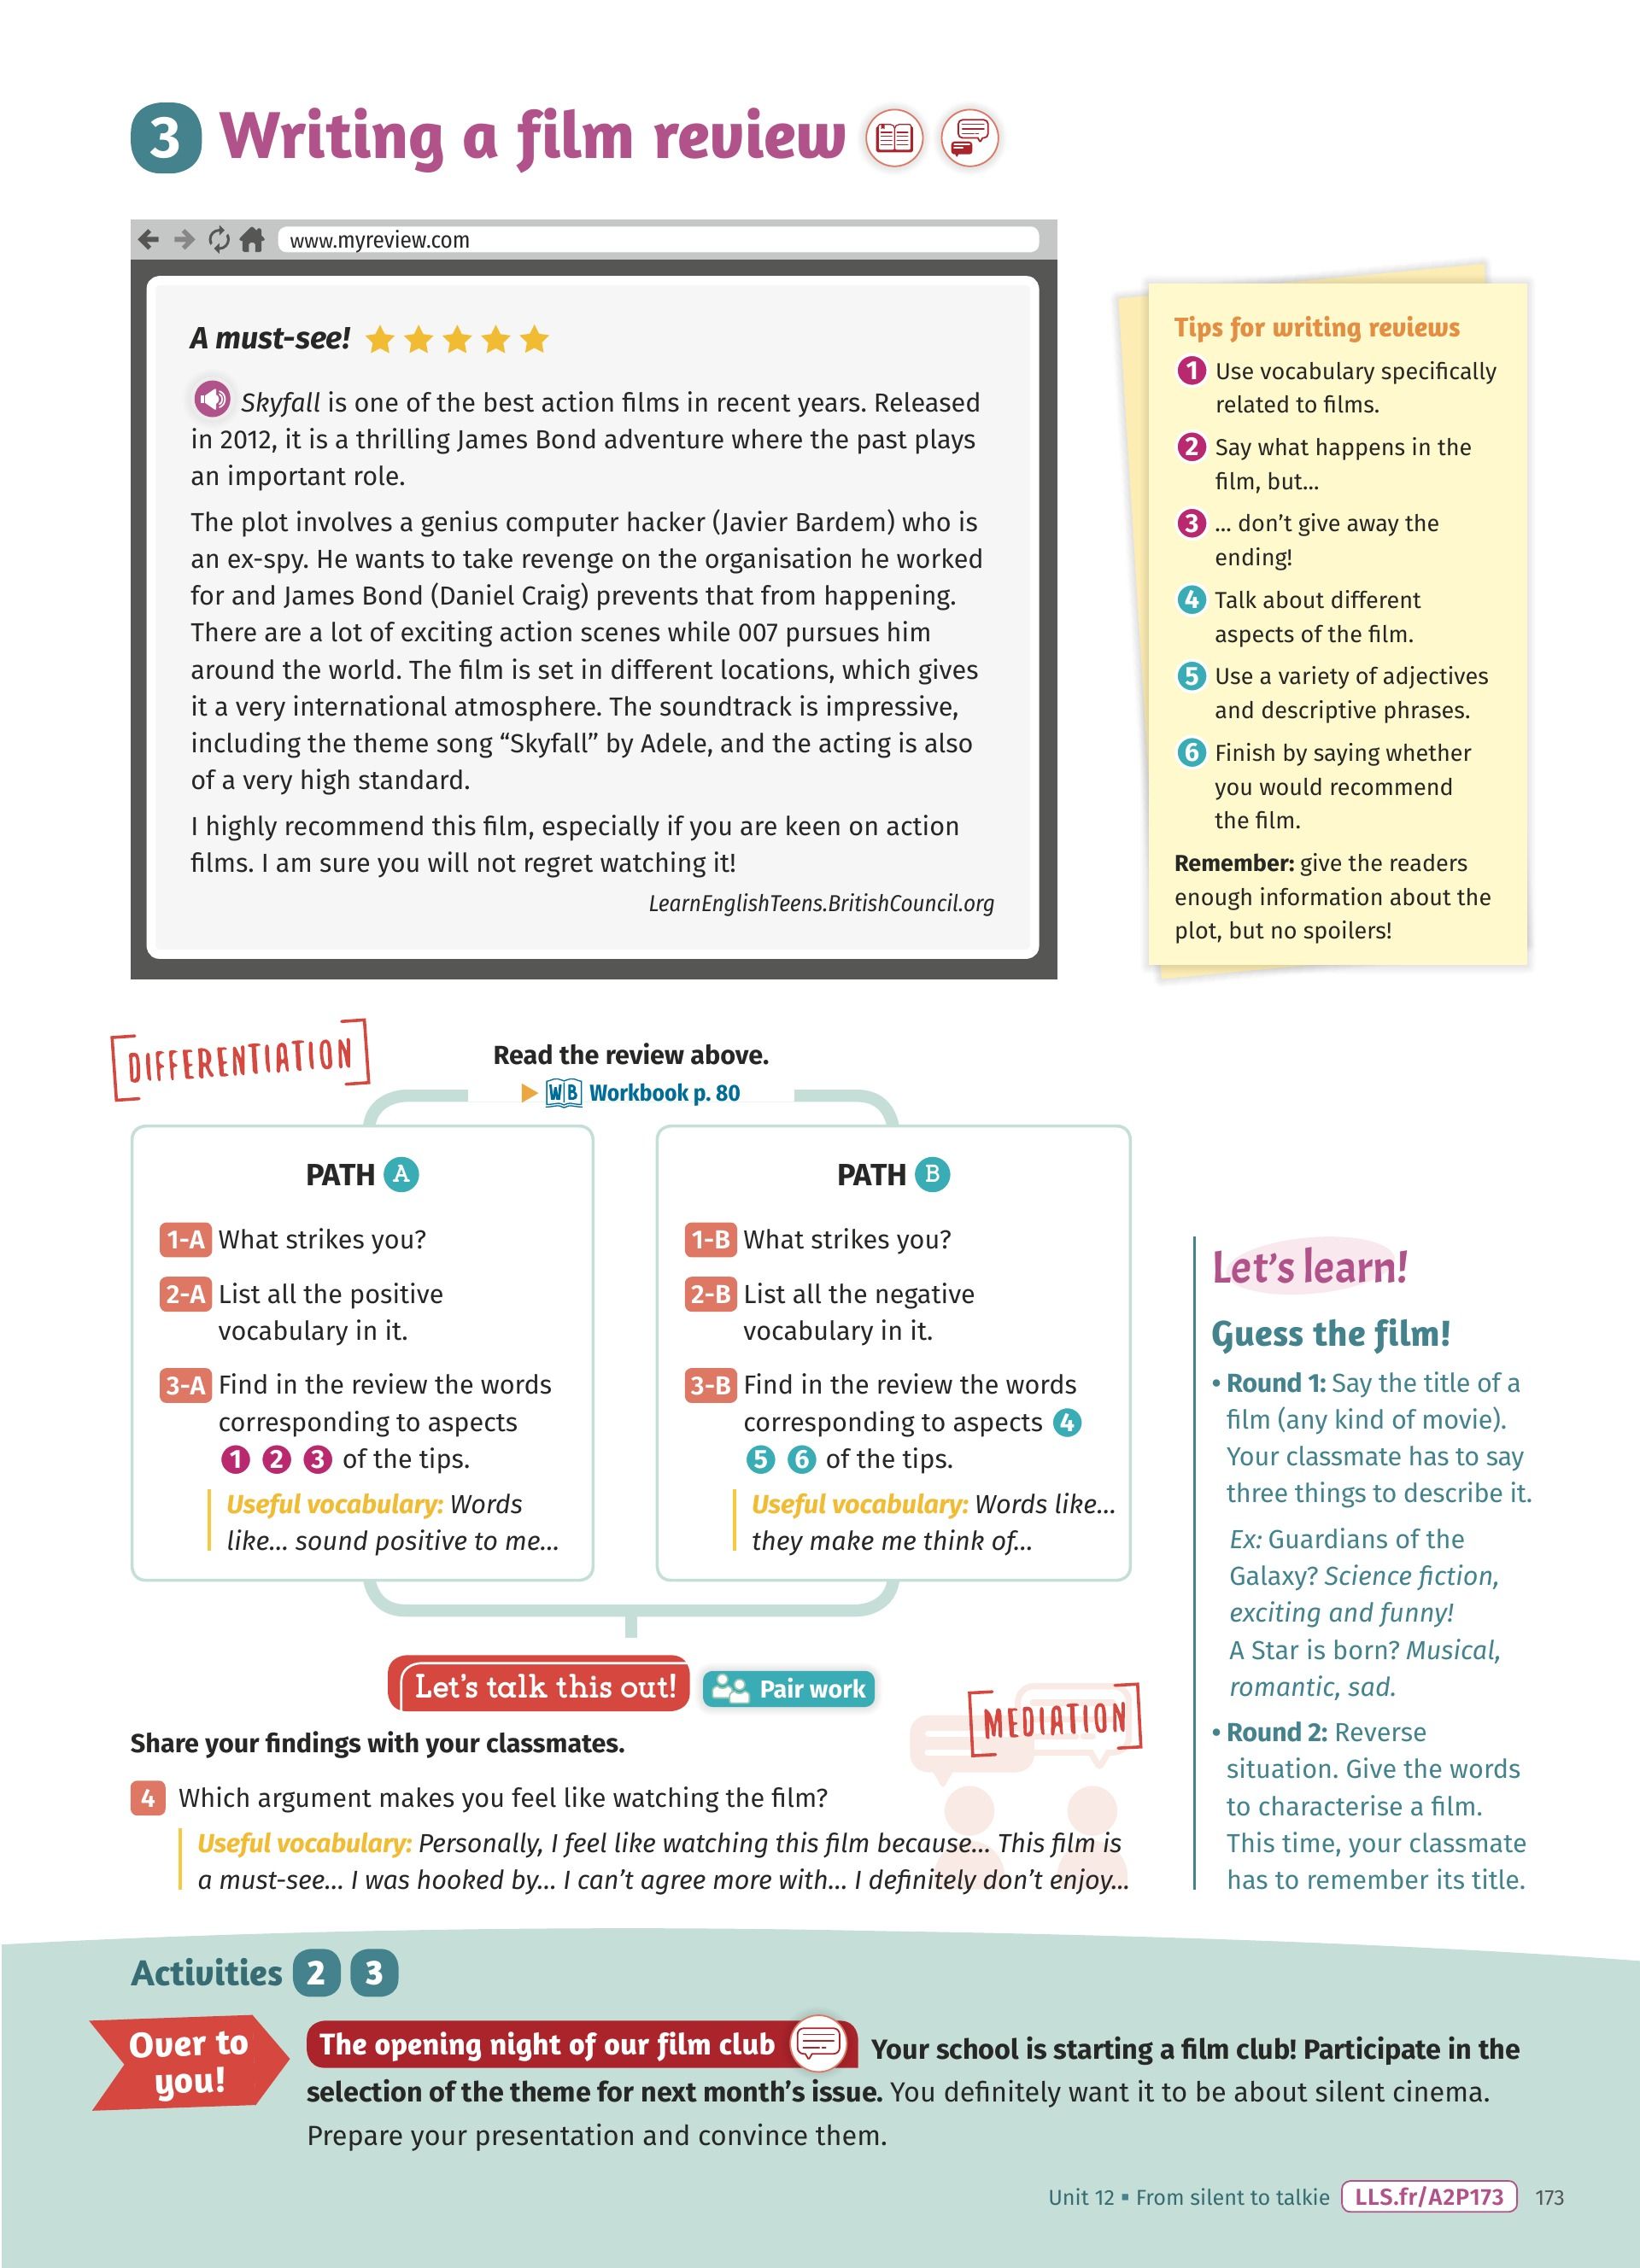 3 Writing a film review
www.myreview.com
A must-see!
Skyfall is one of the best action films in recent years. Released
in 2012, it is a thrilling James Bond adventure where the past plays
an important role.
The plot involves a genius computer hacker (Javier Bardem) who is
an ex-spy. He wants to take revenge on the organisation he worked
for and James Bond (Daniel Craig) prevents that from happening.
There are a lot of exciting action scenes while 007 pursues him
around the world. The film is set in different locations, which gives
it a very international atmosphere. The soundtrack is impressive,
including the theme song “Skyfall” by Adele, and the acting is also
of a very high standard.
I highly recommend this film, especially if you are keen on action
films. I am sure you will not regret watching it!
LearnEnglishTeens.BritishCouncil.org
Tips for writing reviews
1 Use vocabulary specifically
related to films.
2 Say what happens in the
film, but...
3 ... don’t give away the
ending!
4 Talk about different
aspects of the film.
5 Use a variety of adjectives
and descriptive phrases.
6 Finish by saying whether
you would recommend
the film.
Remember: give the readers
enough information about the
plot, but no spoilers!
DIFFERENTIATION
Read the review above.
WB Workbook p. 80
PATH A
1-A What strikes you?
2-A List all the positive
vocabulary in it.
3-A Find in the review the words
corresponding to aspects
1 2 3 of the tips.
Useful vocabulary: Words
like... sound positive to me...
PATH B
1-B What strikes you?
2-B List all the negative
vocabulary in it.
3-B Find in the review the words
corresponding to aspects 4
5 6 of the tips.
Useful vocabulary: Words like...
they make me think of...
Let’s talk this out! Pair work
MEDIATION
Share your findings with your classmates.
4 Which argument makes you feel like watching the film?
Useful vocabulary: Personally, I feel like watching this film because... This film is
a must-see... I was hooked by... I can’t agree more with... I definitely don’t enjoy...
Let’s learn!
Guess the film!
• Round 1: Say the title of a
film (any kind of movie).
Your classmate has to say
three things to describe it.
Ex: Guardians of the
Galaxy? Science fiction,
exciting and funny!
A Star is born? Musical,
romantic, sad.
• Round 2: Reverse
situation. Give the words
to characterise a film.
This time, your classmate
has to remember its title.
Activities 2 3
Over to
you!
The opening night of our film club Your school is starting a film club! Participate in the
selection of the theme for next month’s issue. You definitely want it to be about silent cinema.
Prepare your presentation and convince them.
Unit 12 ▪ From silent to talkie LLS.fr/A2P173 173